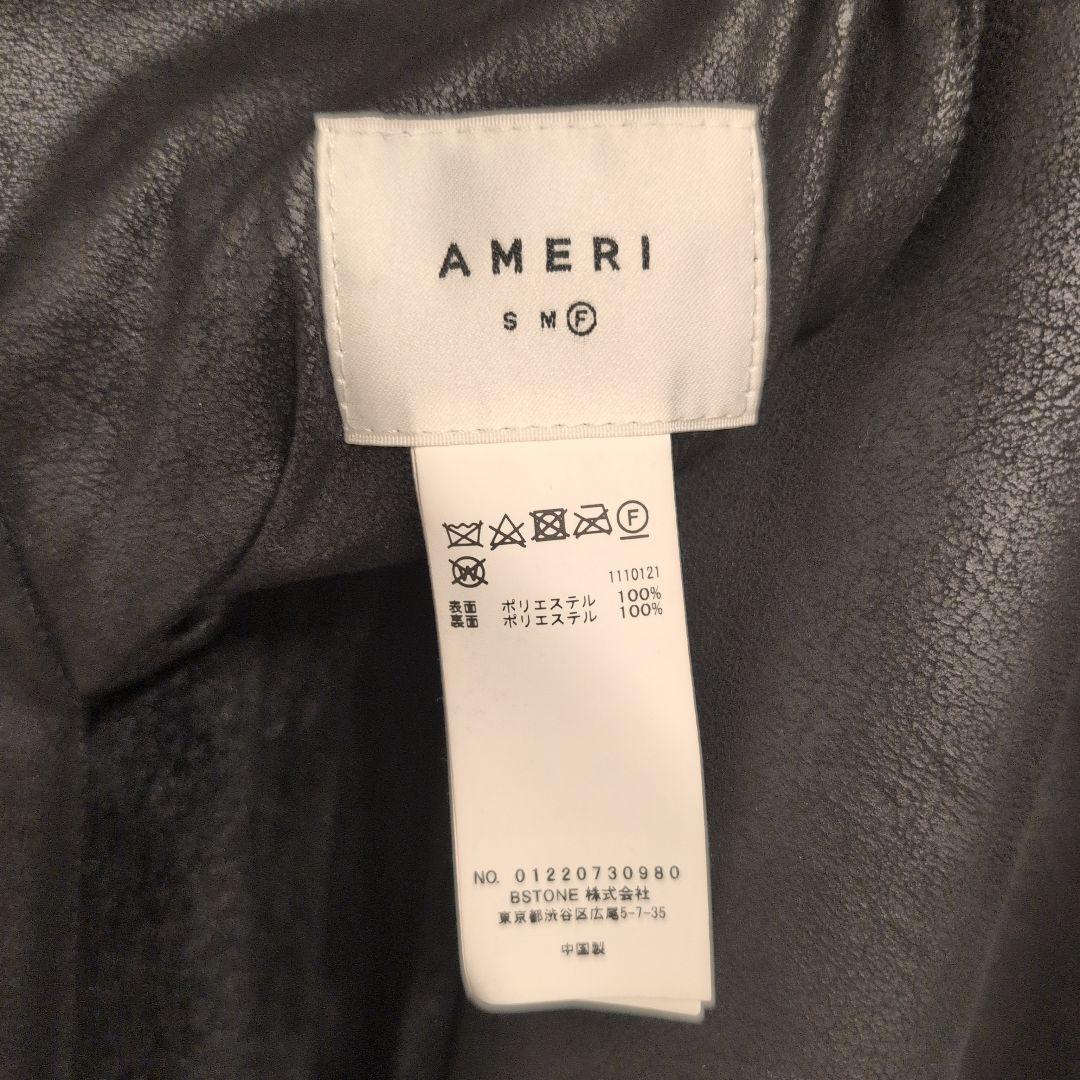 AMERI
S M F
F
W
1110121
表面 ポリエステル 100%
裏面 ポリエステル 100%
NO. 01220730980
BSTONE 株式会社
東京都渋谷区広尾5-7-35
中国製